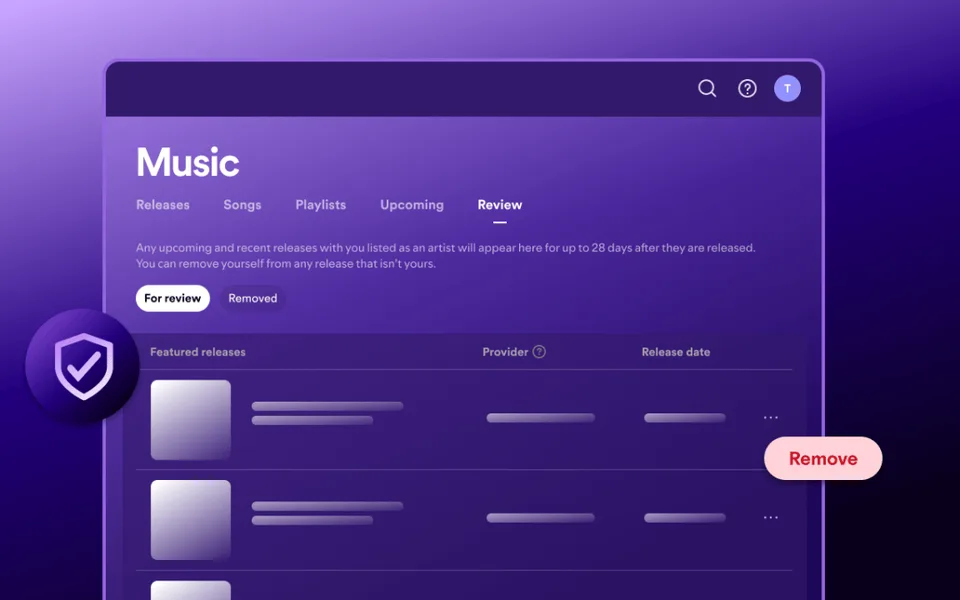 T
Music
Releases Songs Playlists Upcoming Review
Any upcoming and recent releases with you listed as an artist will appear here for up to 28 days after they are released.
You can remove yourself from any release that isn't yours.
For review Removed
Featured releases Provider ? Release date
...
Remove
...